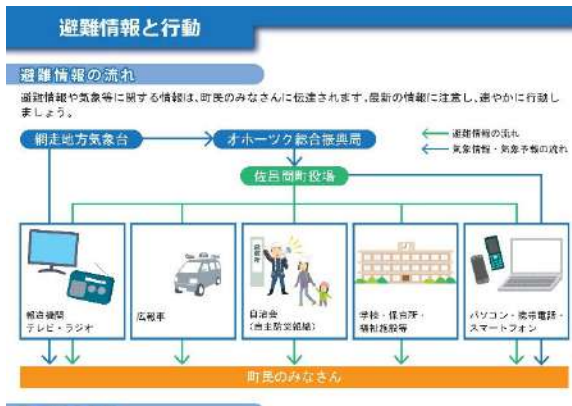 避難情報と行動
避難情報の流れ
避難情報や気象等に関する情報は、町民のみなさんに伝達されます。最新の情報に注意し、速やかに行動し
ましょう。
網走地方気象台
オホーツク総合振興局
避難情報の流れ
気象情報・気象予報の流れ
佐呂間町役場
避難所
報道機関
テレビ・ラジオ
広報車
自治会
(自主防災組織)
学校・保育所・
福祉施設等
パソコン・携帯電話・
スマートフォン
町民のみなさん